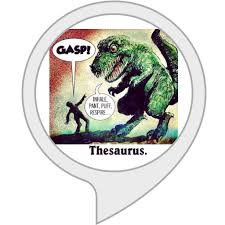 GASP!
INHALE,
PANT, PUFF,
RESPIRE...
Thesaurus.